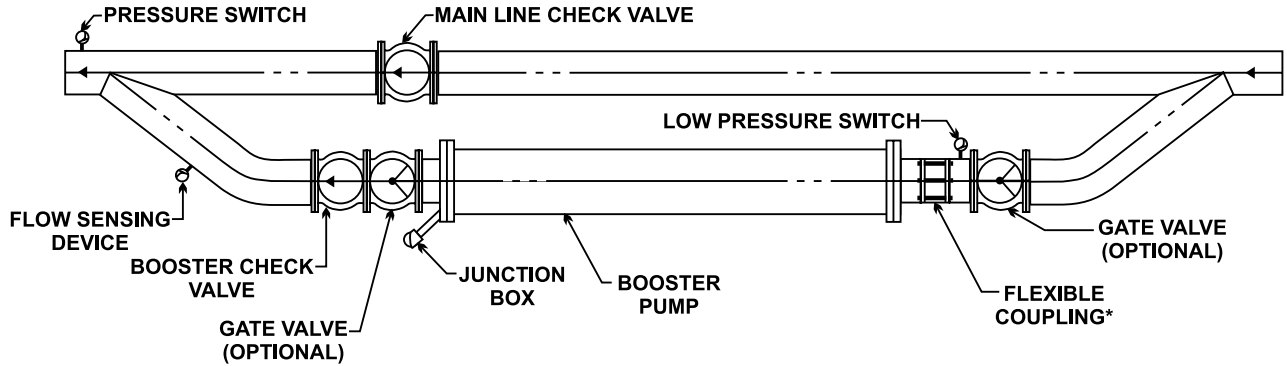 PRESSURE SWITCH
MAIN LINE CHECK VALVE
LOW PRESSURE SWITCH
FLOW SENSING
DEVICE
BOOSTER CHECK
VALVE
GATE VALVE
(OPTIONAL)
JUNCTION
BOX
BOOSTER
PUMP
FLEXIBLE
COUPLING*
GATE VALVE
(OPTIONAL)